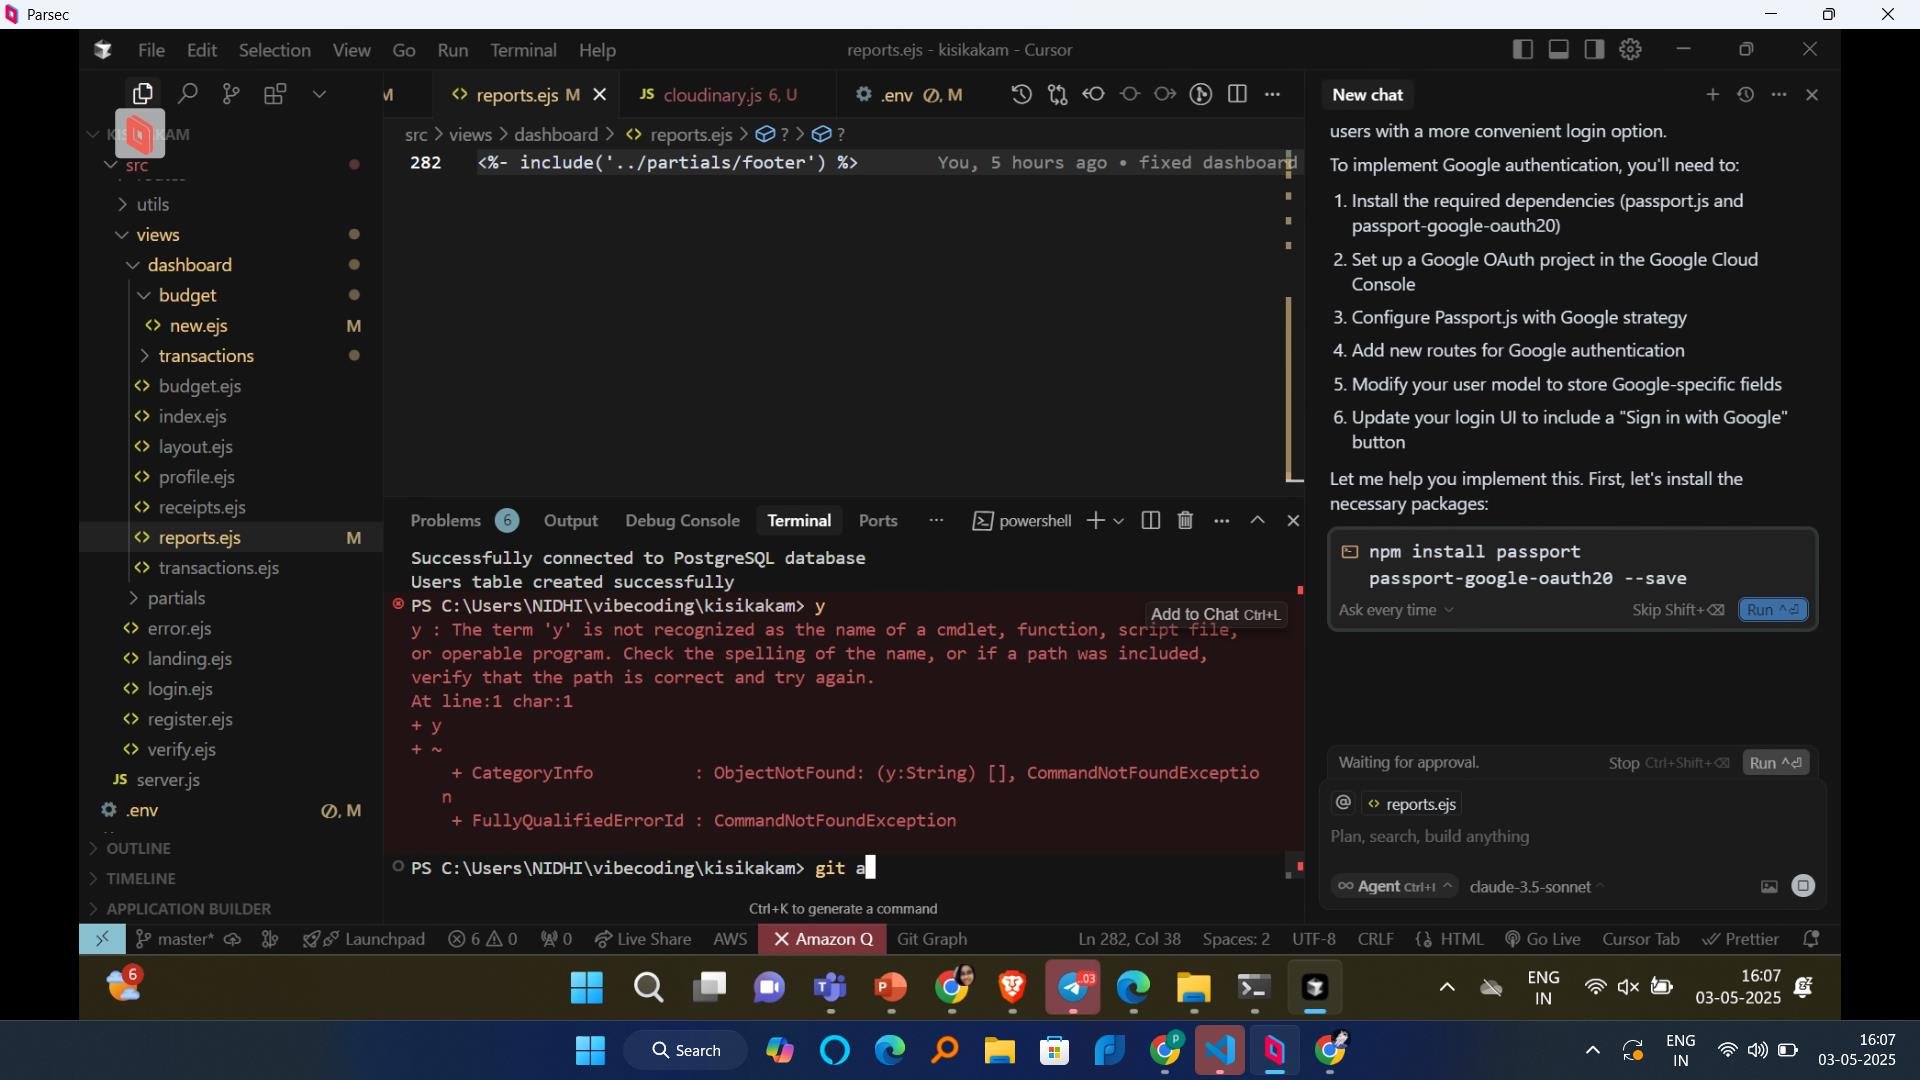 Parsec
File Edit Selection View Go Run Terminal Help
reports.ejs - kisikakam - Cursor
M
reports.ejs M
JS cloudinary.js 6, U
.env M
src > views > dashboard > reports.ejs > ? > ?
282 <%- include('../partials/footer') %> You, 5 hours ago • fixed dashboard
src
utils
views
dashboard
budget
new.ejs M
transactions
budget.ejs
index.ejs
layout.ejs
profile.ejs
receipts.ejs
reports.ejs M
transactions.ejs
partials
error.ejs
landing.ejs
login.ejs
register.ejs
verify.ejs
JS server.js
.env , M
OUTLINE
TIMELINE
APPLICATION BUILDER
Problems 6 Output Debug Console Terminal Ports ... powershell
Successfully connected to PostgreSQL database
Users table created successfully
PS C:\Users\NIDHI\vibecoding\kisikakam> y
Add to Chat Ctrl+L
y : The term 'y' is not recognized as the name of a cmdlet, function, script file,
or operable program. Check the spelling of the name, or if a path was included,
verify that the path is correct and try again.
At line:1 char:1
+ y
+ ~
+ CategoryInfo : ObjectNotFound: (y:String) [], CommandNotFoundExceptio
n
+ FullyQualifiedErrorId : CommandNotFoundException
PS C:\Users\NIDHI\vibecoding\kisikakam> git a
Ctrl+K to generate a command
New chat
users with a more convenient login option.
To implement Google authentication, you'll need to:
1. Install the required dependencies (passport.js and
passport-google-oauth20)
2. Set up a Google OAuth project in the Google Cloud
Console
3. Configure Passport.js with Google strategy
4. Add new routes for Google authentication
5. Modify your user model to store Google-specific fields
6. Update your login UI to include a "Sign in with Google"
button
Let me help you implement this. First, let's install the
necessary packages:
npm install passport
passport-google-oauth20 --save
Ask every time Skip Shift+⌫ Run ^⏎
Waiting for approval. Stop Ctrl+Shift+⌫ Run ^⏎
@ reports.ejs
Plan, search, build anything
∞ Agent Ctrl+I ^ claude-3.5-sonnet ^
master* Launchpad 6 0 0 Live Share AWS Amazon Q Git Graph Ln 282, Col 38 Spaces: 2 UTF-8 CRLF {} HTML Go Live Cursor Tab Prettier
6
.03
ENG
IN
16:07
03-05-2025
Search
P
ENG
IN
16:07
03-05-2025